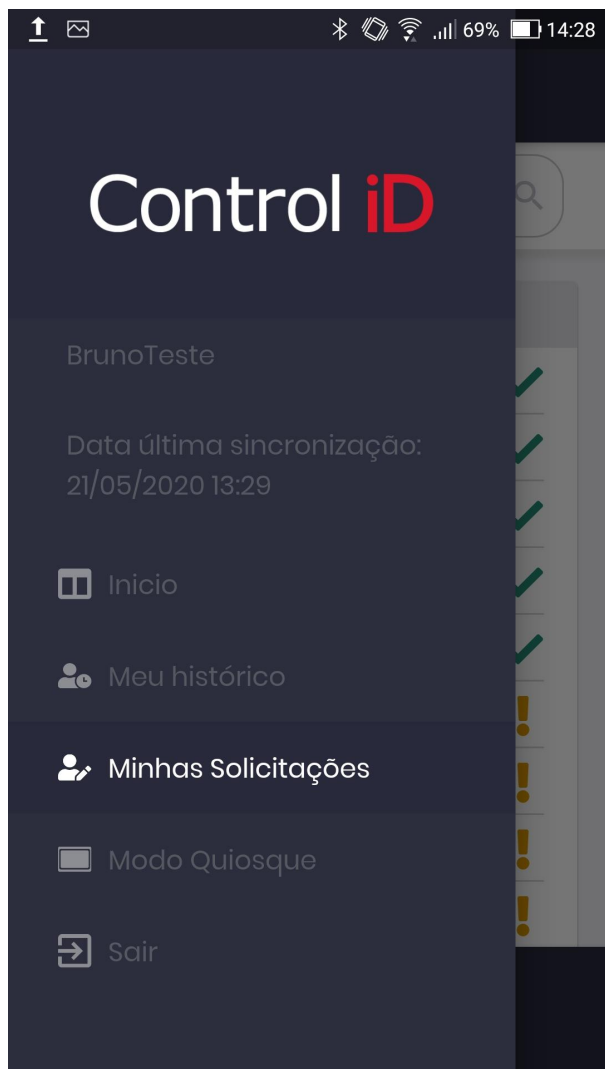 69% 14:28
Control iD
BrunoTeste
Data última sincronização:
21/05/2020 13:29
Inicio
Meu histórico
Minhas Solicitações
Modo Quiosque
Sair